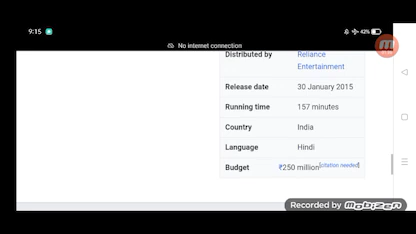 9:15
42%
No internet connection
Distributed by Reliance
Entertainment
Release date 30 January 2015
Running time 157 minutes
Country India
Language Hindi
Budget ₹250 million[citation needed]
Recorded by MOBIZEN